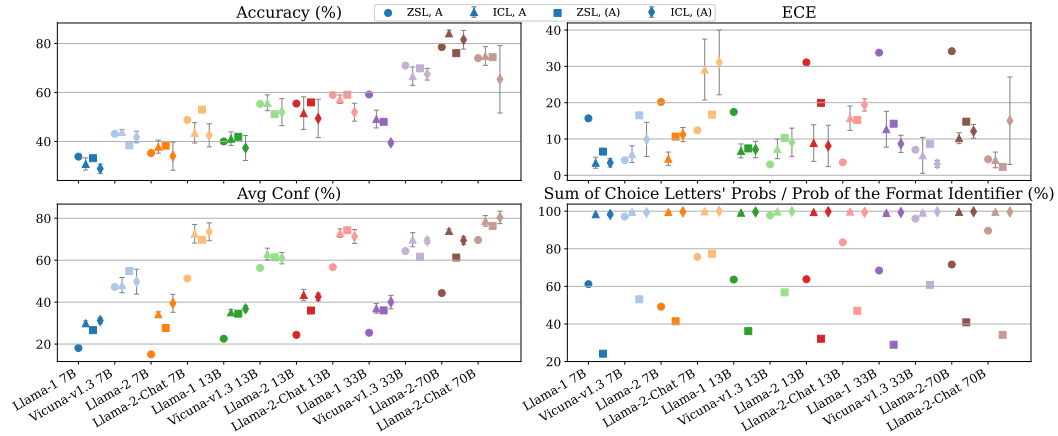 ZSL, A ICL, A ZSL, (A) ICL, (A)
Accuracy (%)
80
60
40
ECE
40
30
20
10
0
Avg Conf (%)
80
60
40
20
Llama-1 7B
Vicuna-v1.3 7B
Llama-2 7B
Llama-2-Chat 7B
Llama-1 13B
Vicuna-v1.3 13B
Llama-2 13B
Llama-2-Chat 13B
Llama-1 33B
Vicuna-v1.3 33B
Llama-2-70B
Llama-2-Chat 70B
Sum of Choice Letters' Probs / Prob of the Format Identifier (%)
100
80
60
40
20
Llama-1 7B
Vicuna-v1.3 7B
Llama-2 7B
Llama-2-Chat 7B
Llama-1 13B
Vicuna-v1.3 13B
Llama-2 13B
Llama-2-Chat 13B
Llama-1 33B
Vicuna-v1.3 33B
Llama-2-70B
Llama-2-Chat 70B